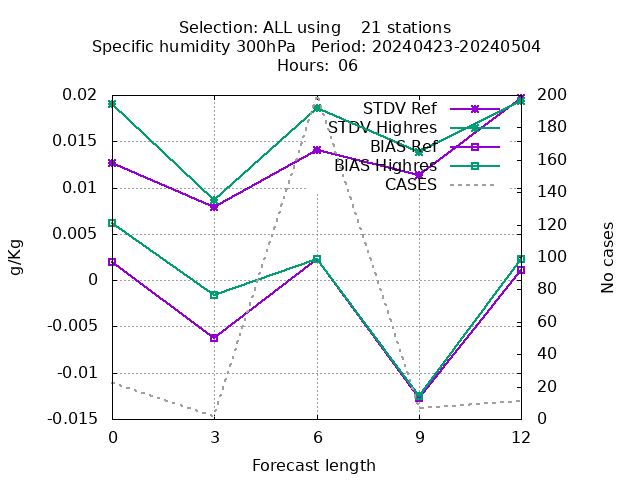 Selection: ALL using    21 stations
Specific humidity 300hPa   Period: 20240423-20240504
Hours: 06
0.02
0.015
0.01
0.005
0
-0.005
-0.01
-0.015
g/Kg
STDV Ref
STDV Highres
BIAS Ref
BIAS Highres
CASES
200
180
160
140
120
100
80
60
40
20
0
No cases
0 3 6 9 12
Forecast length